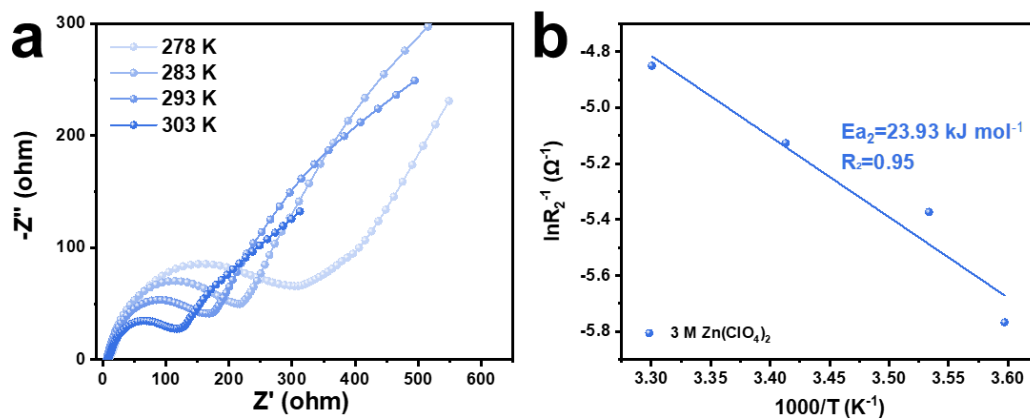 a
300
200
100
0
-Z'' (ohm)
278 K
283 K
293 K
303 K
0 100 200 300 400 500 600
Z' (ohm)
b
-4.8
-5.0
-5.2
-5.4
-5.6
-5.8
lnR₂⁻¹ (Ω⁻¹)
Ea₂=23.93 kJ mol⁻¹
R₂=0.95
3 M Zn(ClO₄)₂
3.30 3.35 3.40 3.45 3.50 3.55 3.60
1000/T (K⁻¹)